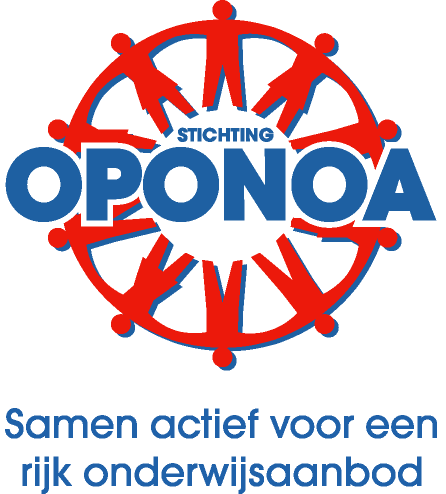 STICHTING
OPONOA
Samen actief voor een
rijk onderwijsaanbod